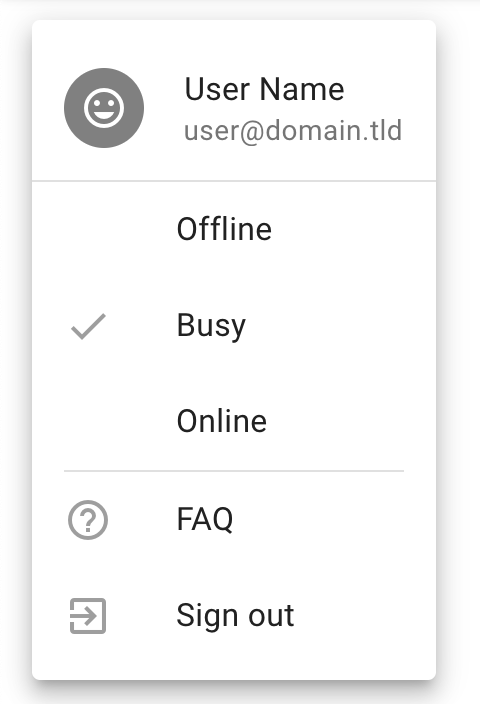 User Name
user@domain.tld
Offline
Busy
Online
FAQ
Sign out